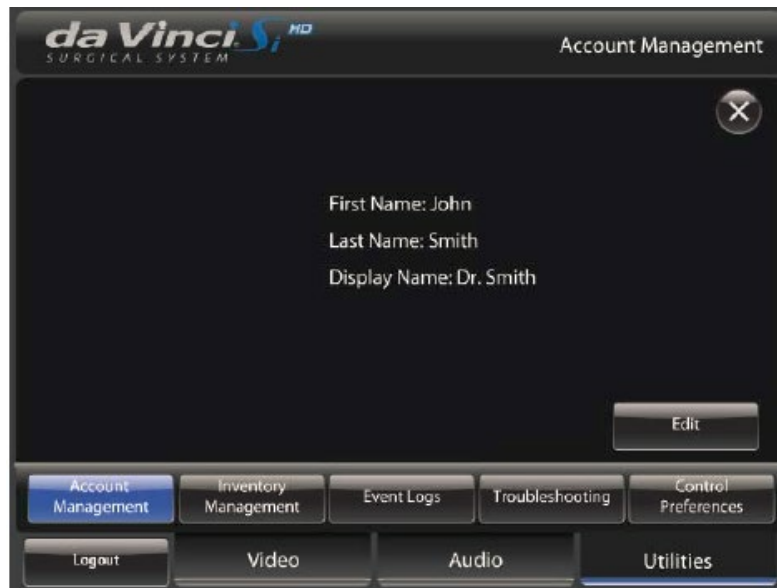 da Vinci. Si HD
SURGICAL SYSTEM
Account Management
First Name: John
Last Name: Smith
Display Name: Dr. Smith
Edit
Account Management
Inventory Management
Event Logs
Troubleshooting
Control Preferences
Logout
Video
Audio
Utilities